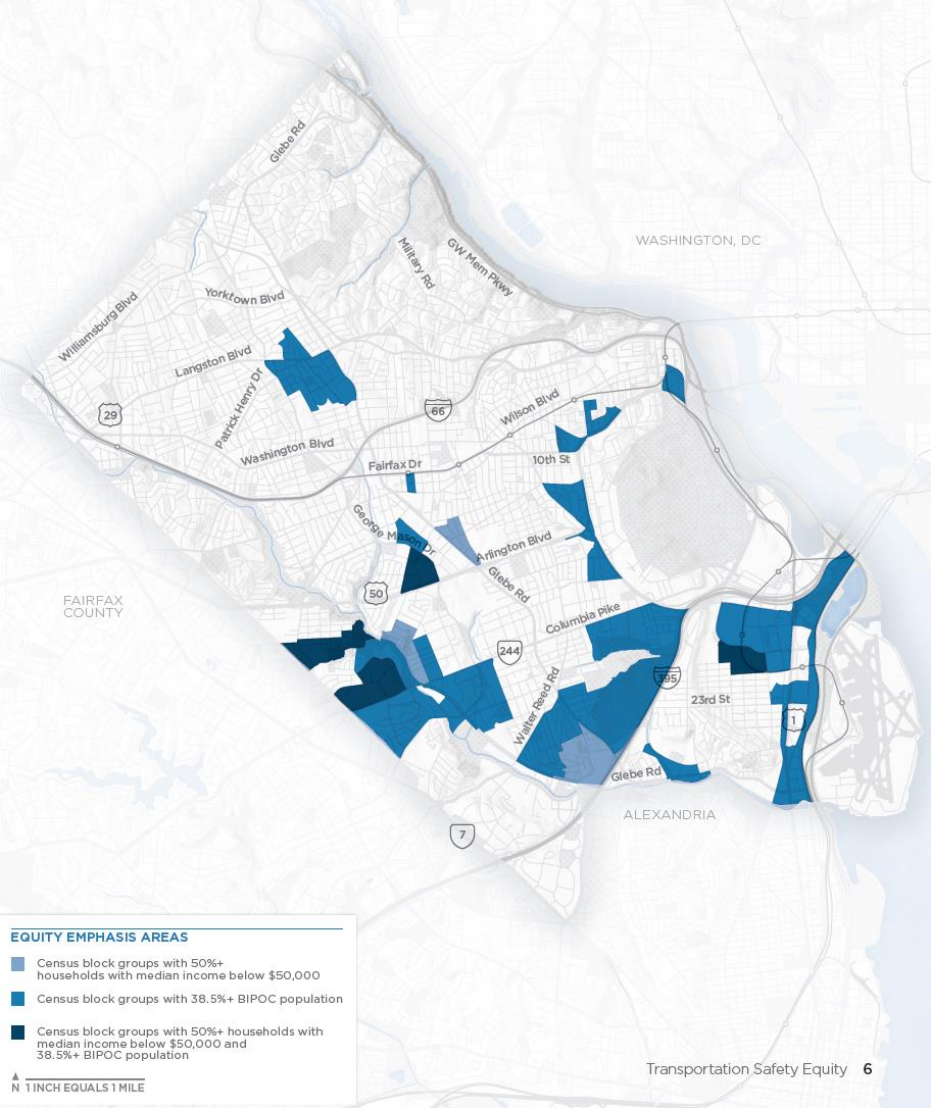 Glebe Rd
Military Rd
GW Mem Pkwy
WASHINGTON, DC
Williamsburg Blvd
Yorktown Blvd
Langston Blvd
Patrick Henry Dr
29
66
Wilson Blvd
Washington Blvd
Fairfax Dr
10th St
George Mason Dr
Arlington Blvd
Glebe Rd
50
FAIRFAX
COUNTY
Columbia Pike
244
395
Walter Reed Rd
23rd St
1
Glebe Rd
ALEXANDRIA
7
EQUITY EMPHASIS AREAS
Census block groups with 50%+
households with median income below $50,000
Census block groups with 38.5%+ BIPOC population
Census block groups with 50%+ households with
median income below $50,000 and
38.5%+ BIPOC population
N 1 INCH EQUALS 1 MILE
Transportation Safety Equity 6